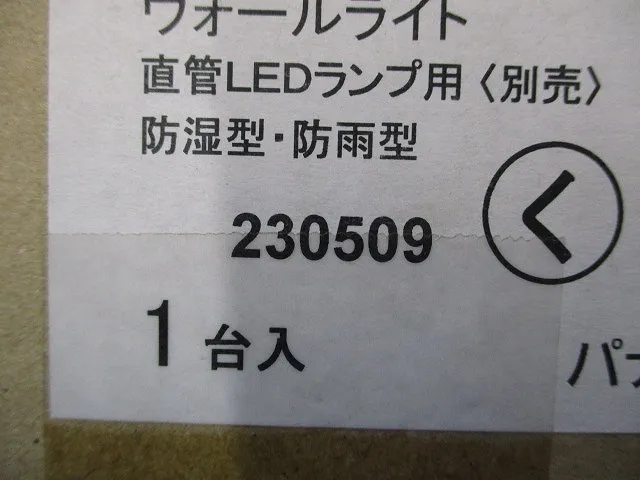 ウォールライト
直管LEDランプ用〈別売〉
防湿型・防雨型
230509
く
1台入
パナ